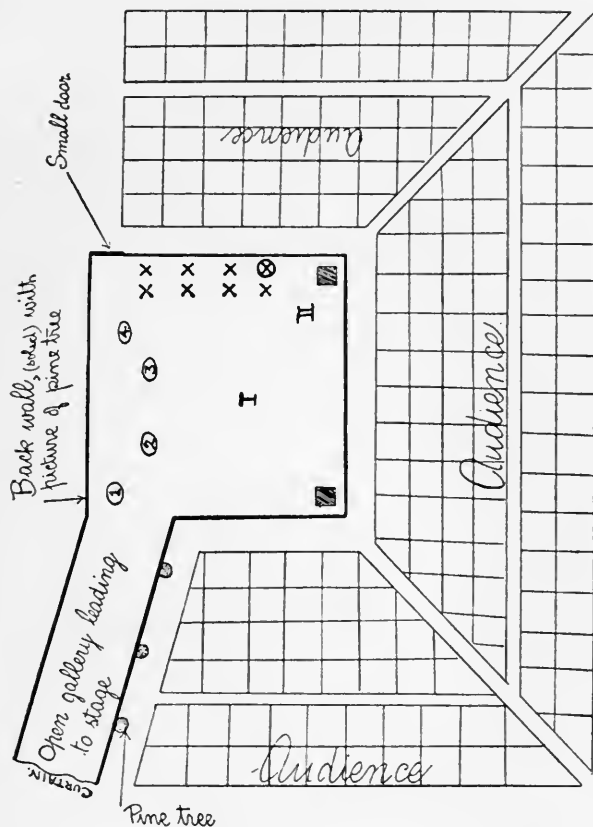 Small door
Back wall, (solid) with
picture of pine tree
Audience
4
3
2
1
I
II
Audience
Open gallery leading
to stage
CURTAIN.
Audience
Pine tree